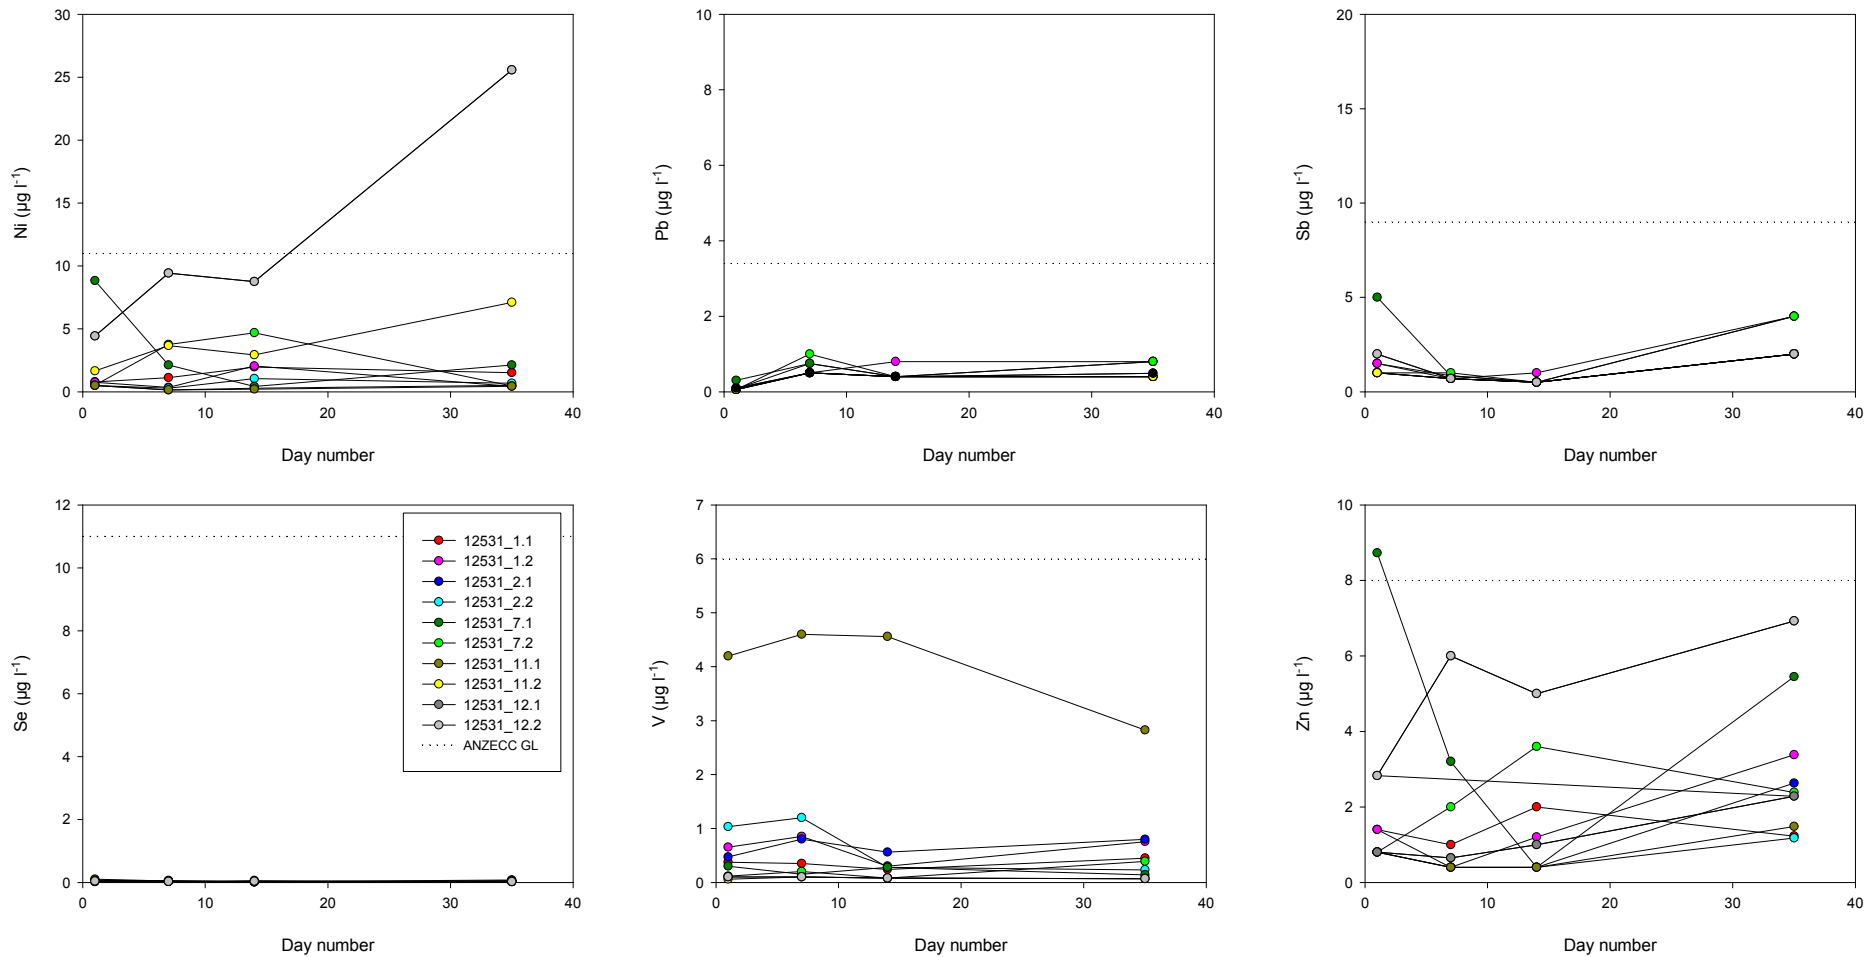 30
25
20
15
10
5
0
Ni (µg l⁻¹)
0 10 20 30 40
Day number
10
8
6
4
2
0
Pb (µg l⁻¹)
0 10 20 30 40
Day number
20
15
10
5
0
Sb (µg l⁻¹)
0 10 20 30 40
Day number
12
10
8
6
4
2
0
Se (µg l⁻¹)
0 10 20 30 40
Day number
12531_1.1
12531_1.2
12531_2.1
12531_2.2
12531_7.1
12531_7.2
12531_11.1
12531_11.2
12531_12.1
12531_12.2
ANZECC GL
7
6
5
4
3
2
1
0
V (µg l⁻¹)
0 10 20 30 40
Day number
10
8
6
4
2
0
Zn (µg l⁻¹)
0 10 20 30 40
Day number